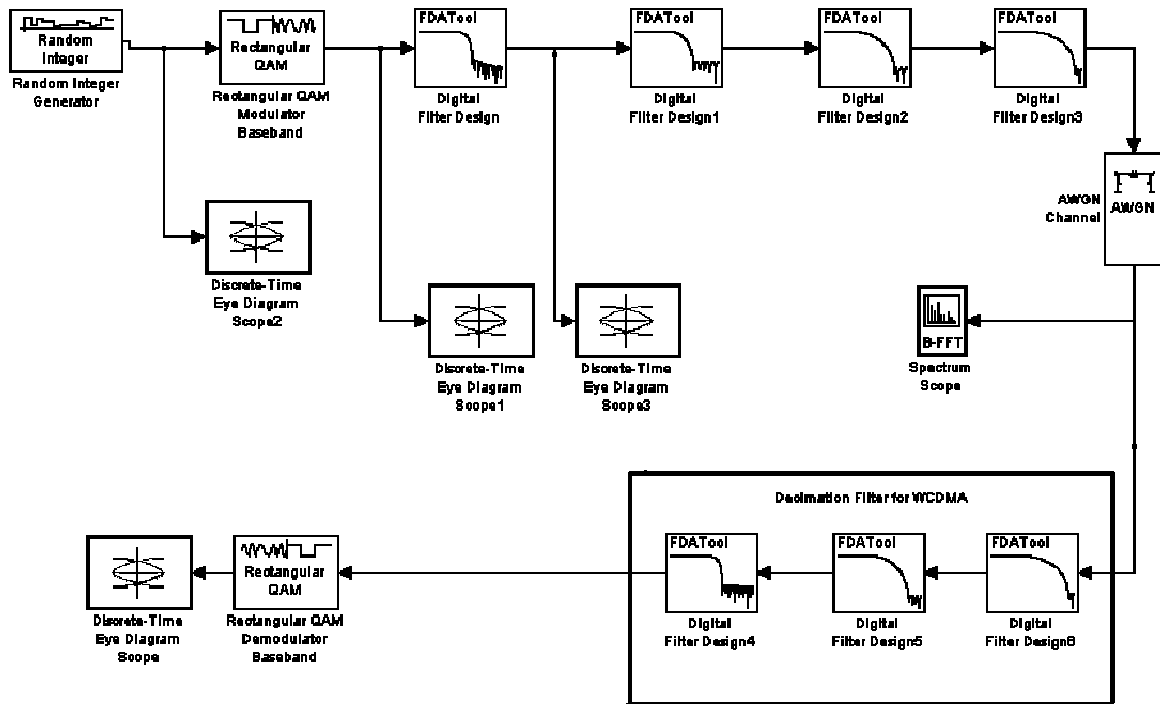 Random
Integer
Random Integer
Generator
Rectangular
QAM
Rectangular QAM
Modulator
Baseband
FDATool
Digital
Filter Design
FDATool
Digital
Filter Design1
FDATool
Digital
Filter Design2
FDATool
Digital
Filter Design3
AWGN
Channel
AWGN
Discrete-Time
Eye Diagram
Scope2
Discrete-Time
Eye Diagram
Scope1
Discrete-Time
Eye Diagram
Scope3
B-FFT
Spectrum
Scope
Decimation Filter for WCDMA
Discrete-Time
Eye Diagram
Scope
Rectangular
QAM
Rectangular QAM
Demodulator
Baseband
FDATool
Digital
Filter Design4
FDATool
Digital
Filter Design5
FDATool
Digital
Filter Design6